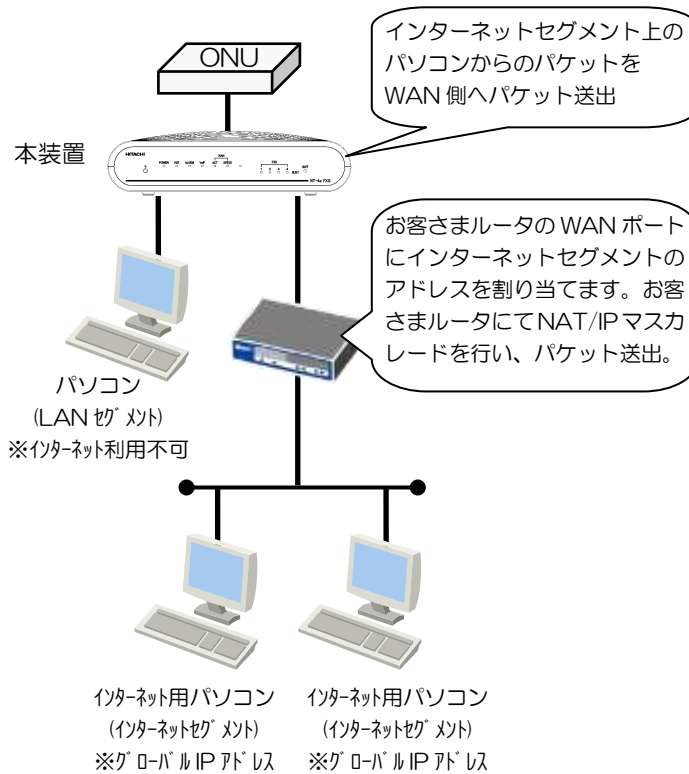 ONU
インターネットセグメント上の
パソコンからのパケットを
WAN 側へパケット送出
本装置
HITACHI
お客さまルータの WAN ポート
にインターネットセグメントの
アドレスを割り当てます。お客
さまルータにて NAT/IP マスカ
レードを行い、パケット送出。
パソコン
(LAN ｾｸﾞﾒﾝﾄ)
※ｲﾝﾀｰﾈｯﾄ利用不可
ｲﾝﾀｰﾈｯﾄ用パソコン
(ｲﾝﾀｰﾈｯﾄｾｸﾞﾒﾝﾄ)
※ｸﾞﾛｰﾊﾞﾙ IP ｱﾄﾞﾚｽ
ｲﾝﾀｰﾈｯﾄ用パソコン
(ｲﾝﾀｰﾈｯﾄｾｸﾞﾒﾝﾄ)
※ｸﾞﾛｰﾊﾞﾙ IP ｱﾄﾞﾚｽ